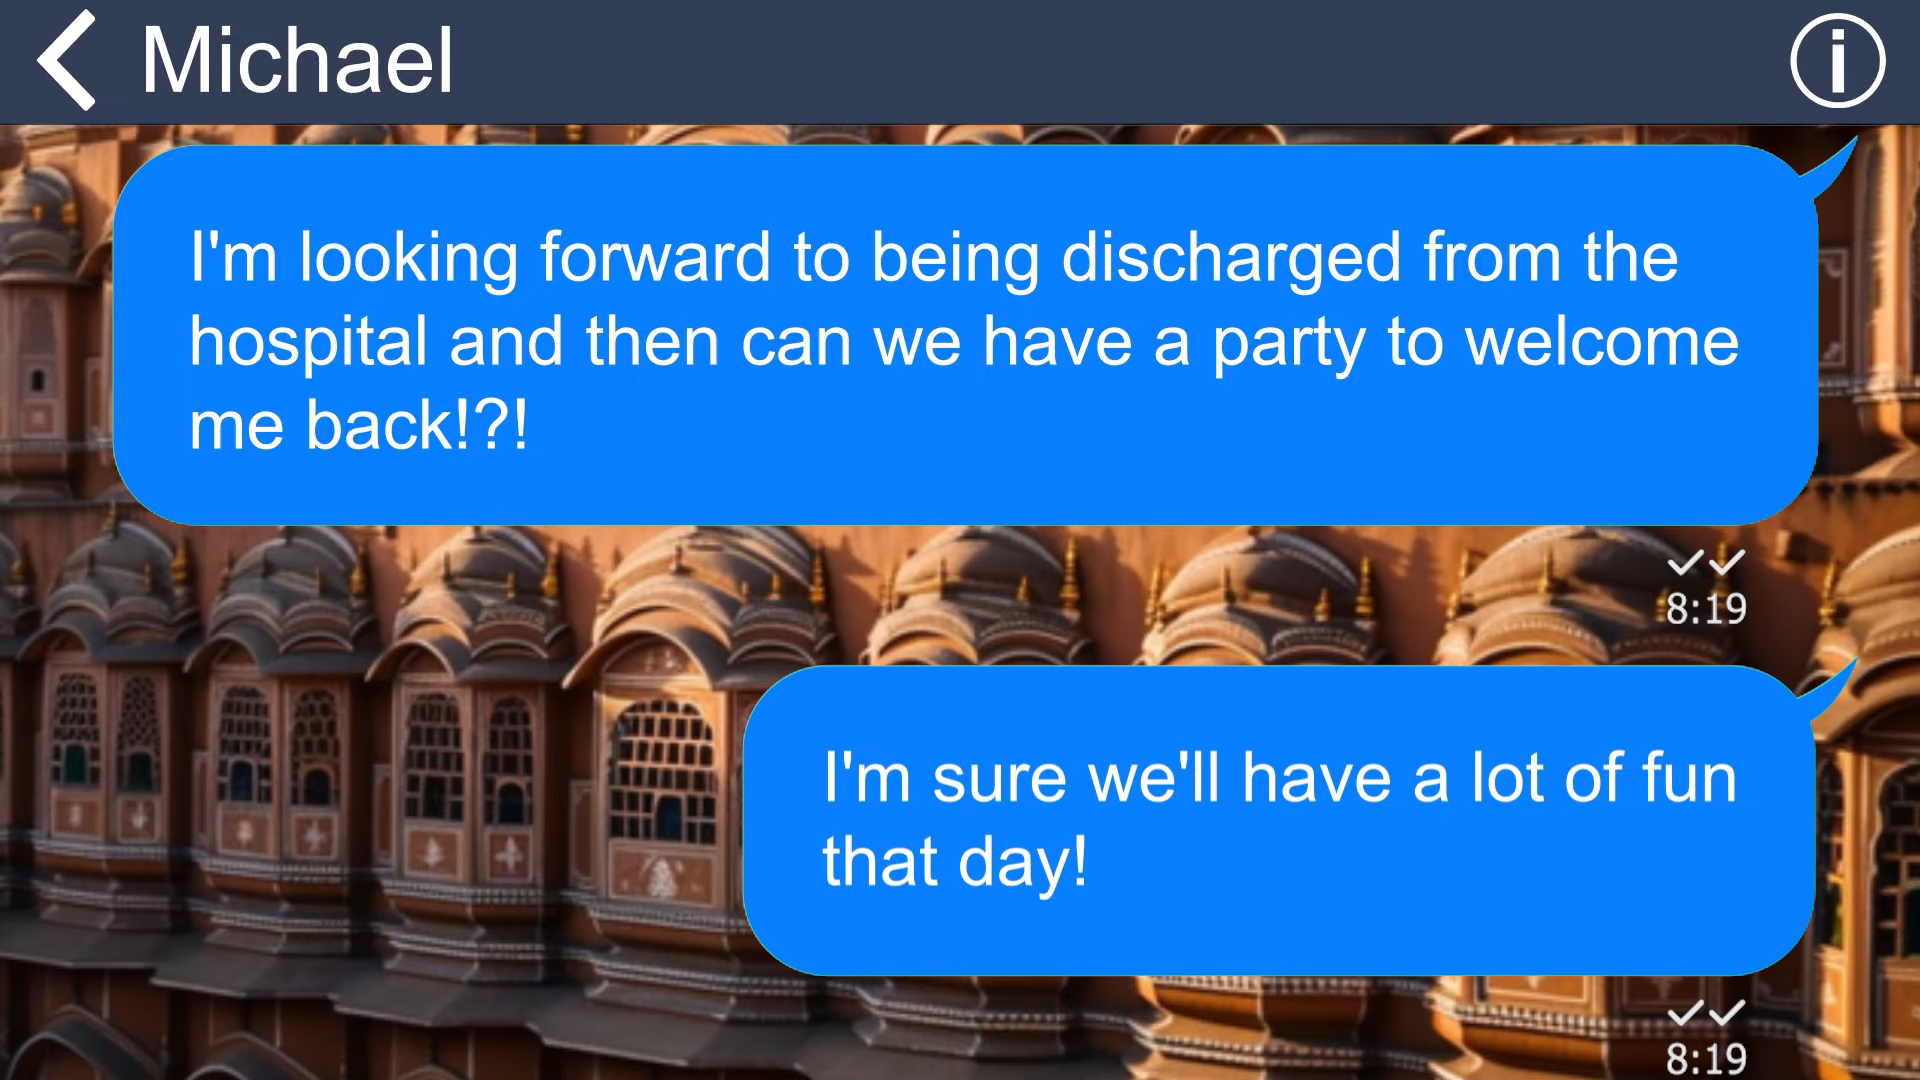 Michael
I'm looking forward to being discharged from the
hospital and then can we have a party to welcome
me back!?!
8:19
I'm sure we'll have a lot of fun
that day!
8:19